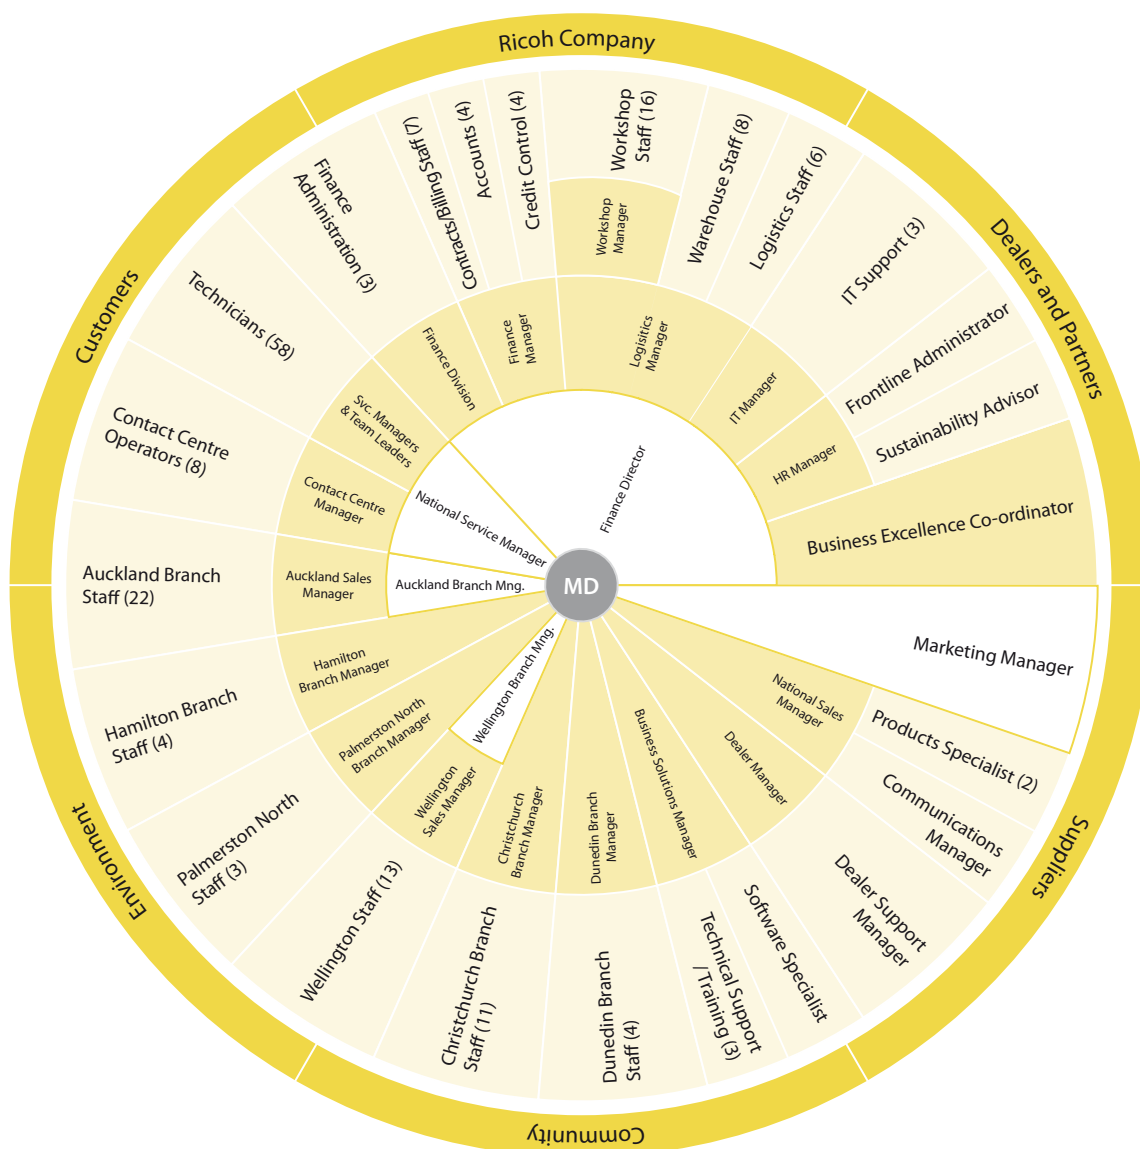 Ricoh Company
Dealers and Partners
Suppliers
Community
Environment
Customers
Finance
Administration (3)
Contracts/Billing Staff (7)
Accounts (4)
Credit Control (4)
Workshop
Staff (16)
Warehouse Staff (8)
Logistics Staff (6)
IT Support (3)
Frontline Administrator
Sustainability Advisor
Business Excellence Co-ordinator
Marketing Manager
Products Specialist (2)
Communications
Manager
Dealer Support
Manager
Software Specialist
Technical Support
/Training (3)
Dunedin Branch
Staff (4)
Christchurch Branch
Staff (11)
Wellington Staff (13)
Palmerston North
Staff (3)
Hamilton Branch
Staff (4)
Auckland Branch
Staff (22)
Contact Centre
Operators (8)
Technicians (58)
Workshop
Manager
Finance Division
Finance
Manager
Logisitics
Manager
IT Manager
HR Manager
National Sales
Manager
Dealer Manager
Business Solutions Manager
Dunedin Branch
Manager
Christchurch
Branch Manager
Wellington
Sales Manager
Palmerston North
Branch Manager
Hamilton
Branch Manager
Auckland Sales
Manager
Contact Centre
Manager
Svc. Managers
& Team Leaders
Finance Director
National Service Manager
Auckland Branch Mng.
Wellington Branch Mng.
MD